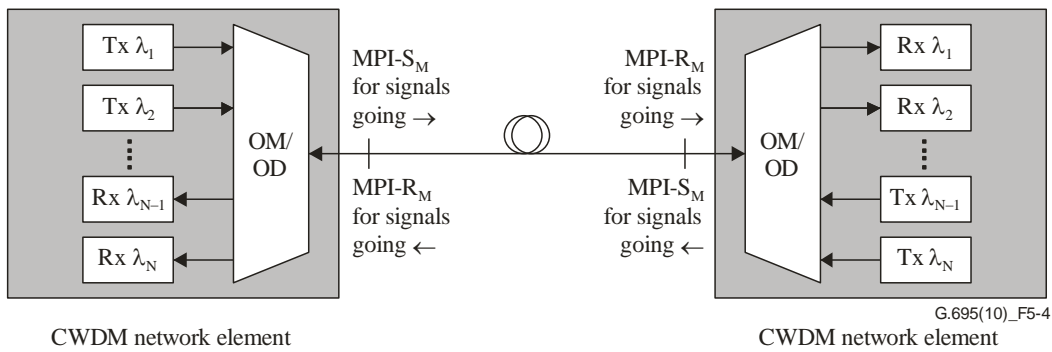 Tx λ1
Tx λ2
Rx λN–1
Rx λN
OM/
OD
MPI-SM
for signals
going →
MPI-RM
for signals
going ←
MPI-RM
for signals
going →
MPI-SM
for signals
going ←
OM/
OD
Rx λ1
Rx λ2
Tx λN–1
Tx λN
G.695(10)_F5-4
CWDM network element
CWDM network element